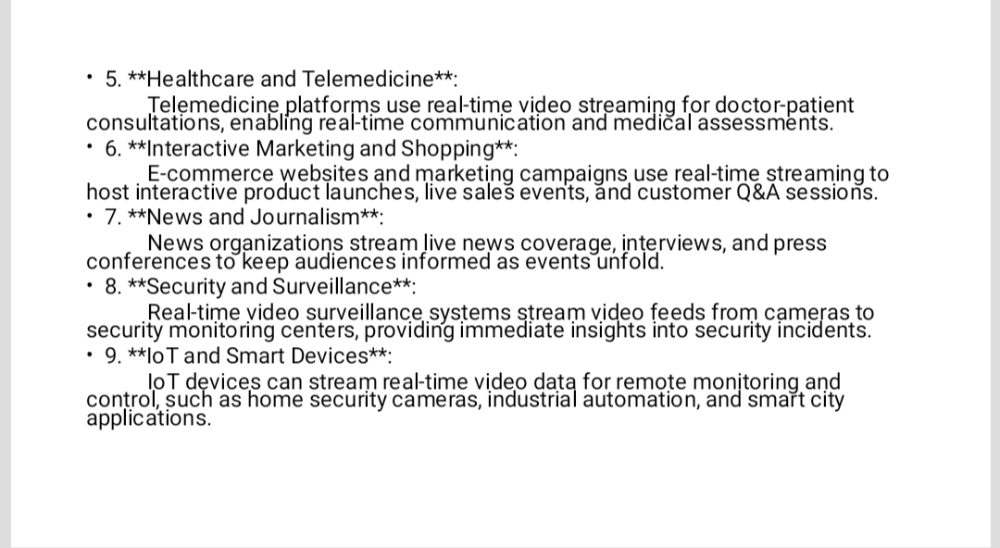 • 5. **Healthcare and Telemedicine**:
Telemedicine platforms use real-time video streaming for doctor-patient
consultations, enabling real-time communication and medical assessments.
• 6. **Interactive Marketing and Shopping**:
E-commerce websites and marketing campaigns use real-time streaming to
host interactive product launches, live sales events, and customer Q&A sessions.
• 7. **News and Journalism**:
News organizations stream live news coverage, interviews, and press
conferences to keep audiences informed as events unfold.
• 8. **Security and Surveillance**:
Real-time video surveillance systems stream video feeds from cameras to
security monitoring centers, providing immediate insights into security incidents.
• 9. **IoT and Smart Devices**:
IoT devices can stream real-time video data for remote monitoring and
control, such as home security cameras, industrial automation, and smart city
applications.